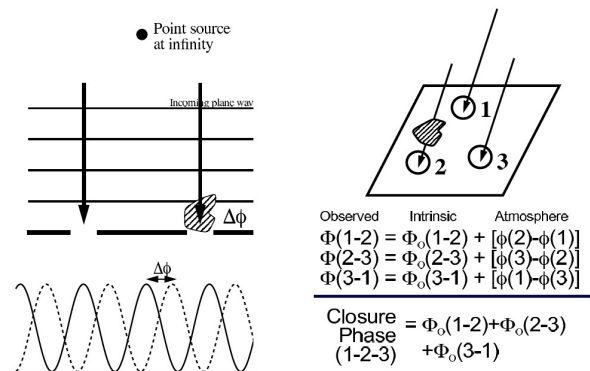 Point source
at infinity
Incoming plane wav
Δϕ
Δϕ
1
2
3
Observed Intrinsic Atmosphere
Φ(1-2) = Φₒ(1-2) + [ϕ(2)-ϕ(1)]
Φ(2-3) = Φₒ(2-3) + [ϕ(3)-ϕ(2)]
Φ(3-1) = Φₒ(3-1) + [ϕ(1)-ϕ(3)]
Closure
Phase
(1-2-3)
= Φₒ(1-2)+Φₒ(2-3)
+Φₒ(3-1)